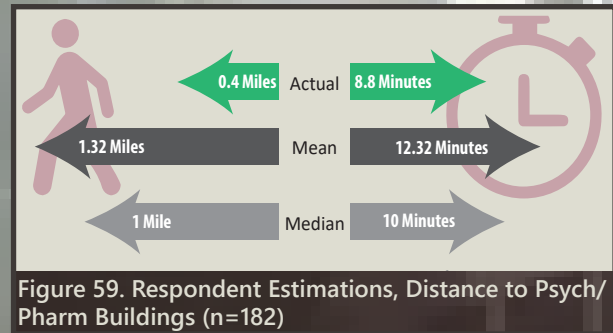 0.4 Miles Actual 8.8 Minutes
1.32 Miles Mean 12.32 Minutes
1 Mile Median 10 Minutes
Figure 59. Respondent Estimations, Distance to Psych/
Pharm Buildings (n=182)